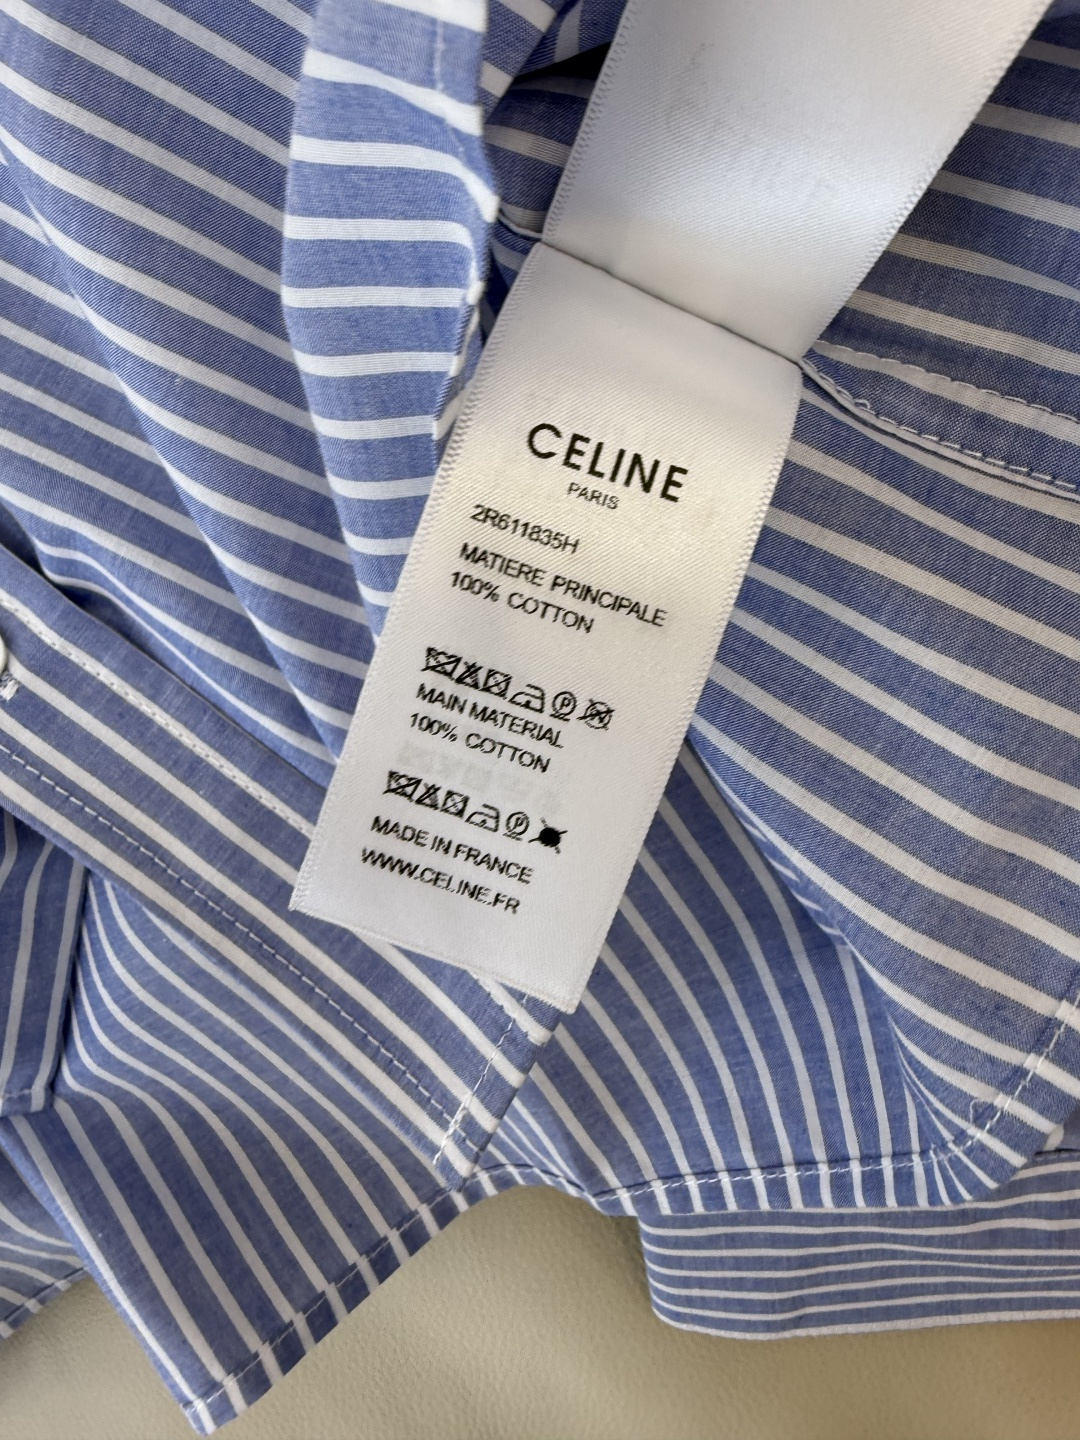 CELINE
PARIS
2R611835H
MATIERE PRINCIPALE
100% COTTON
MAIN MATERIAL
100% COTTON
MADE IN FRANCE
WWW.CELINE.FR